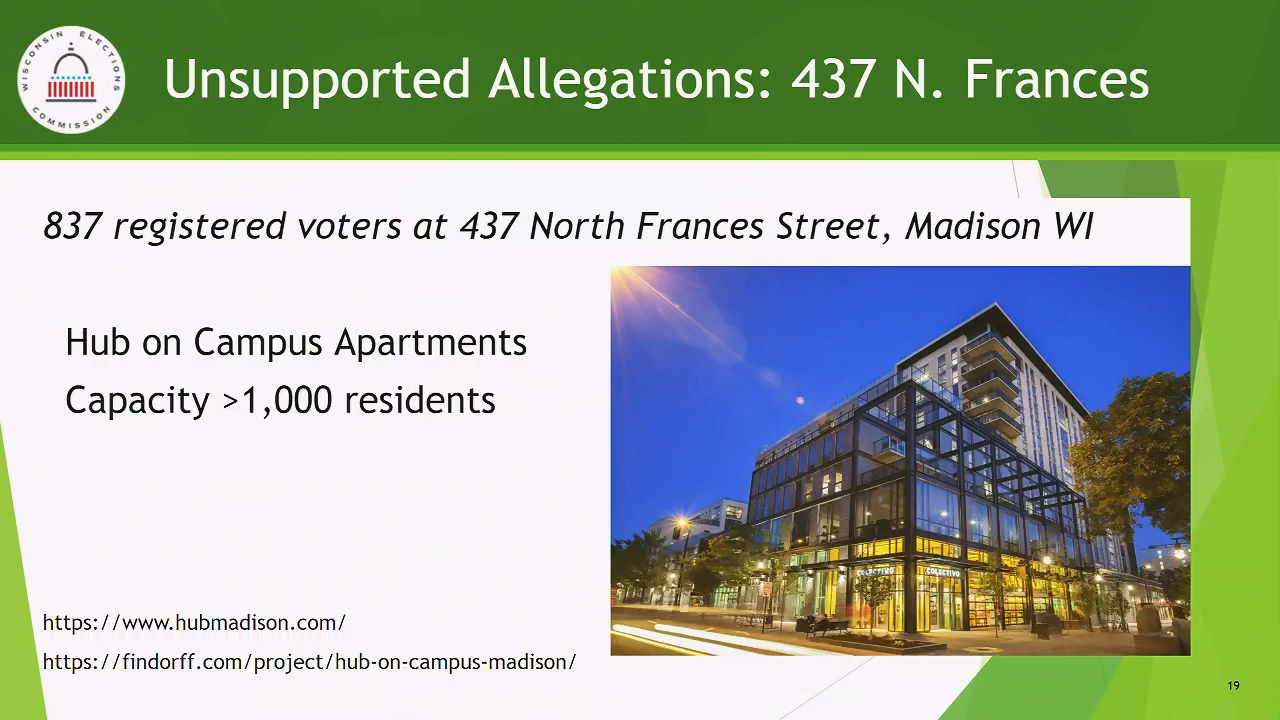 WISCONSIN ELECTIONS
COMMISSION
Unsupported Allegations: 437 N. Frances
837 registered voters at 437 North Frances Street, Madison WI
Hub on Campus Apartments
Capacity >1,000 residents
COLECTIVO COLECTIVO
https://www.hubmadison.com/
https://findorff.com/project/hub-on-campus-madison/
19